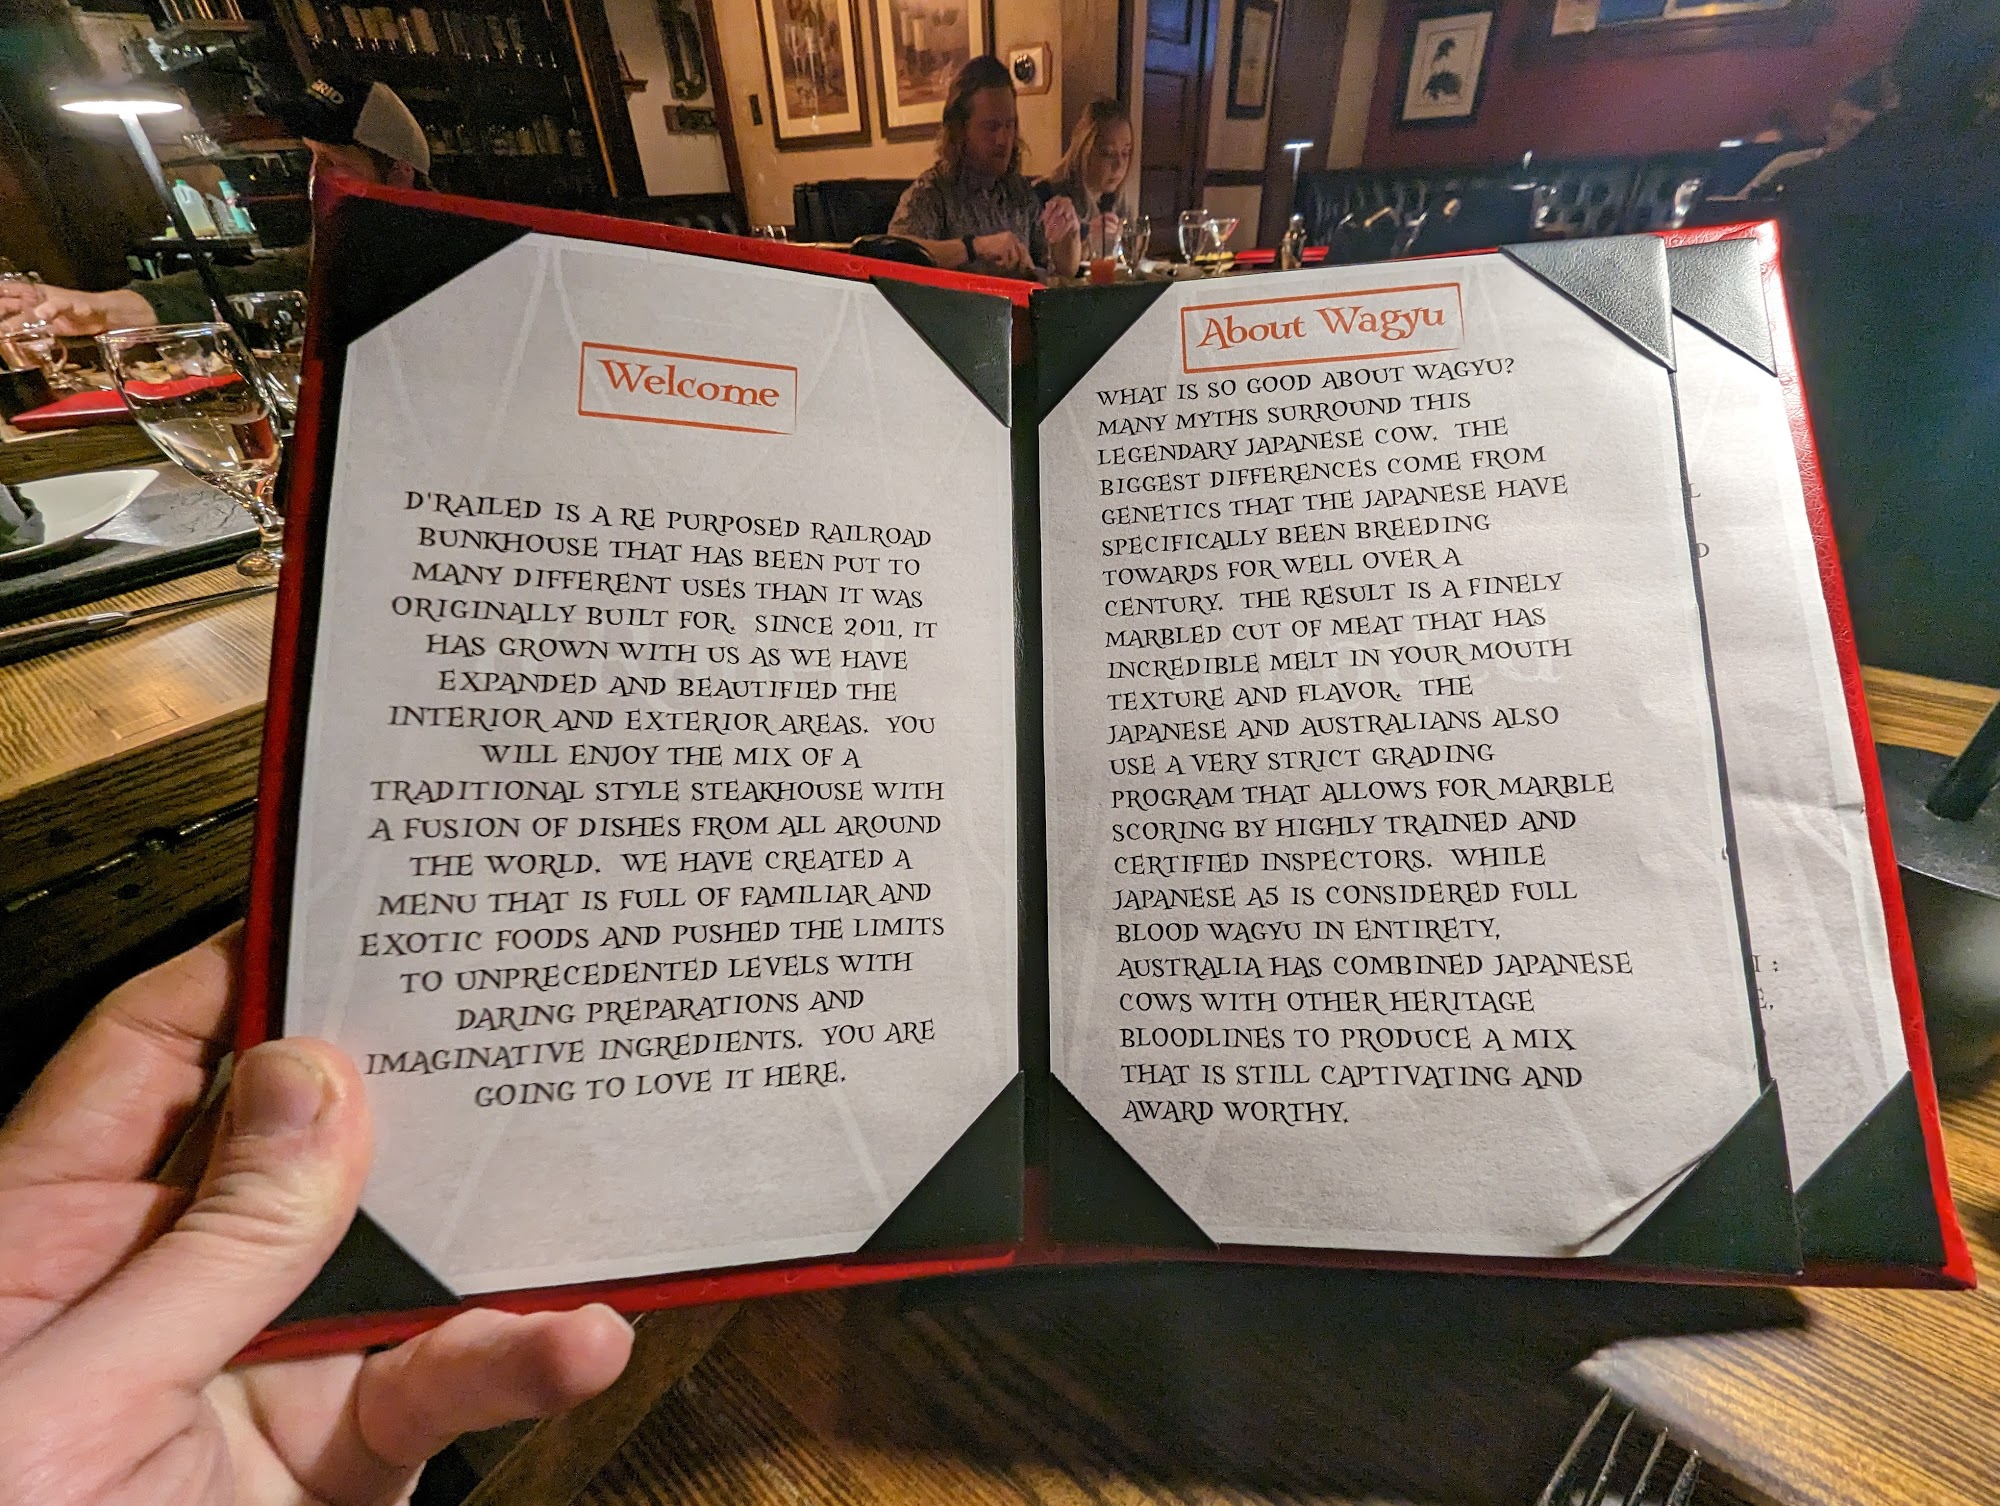 Welcome
D'RAILED IS A RE PURPOSED RAILROAD
BUNKHOUSE THAT HAS BEEN PUT TO
MANY DIFFERENT USES THAN IT WAS
ORIGINALLY BUILT FOR. SINCE 2011, IT
HAS GROWN WITH US AS WE HAVE
EXPANDED AND BEAUTIFIED THE
INTERIOR AND EXTERIOR AREAS. YOU
WILL ENJOY THE MIX OF A
TRADITIONAL STYLE STEAKHOUSE WITH
A FUSION OF DISHES FROM ALL AROUND
THE WORLD. WE HAVE CREATED A
MENU THAT IS FULL OF FAMILIAR AND
EXOTIC FOODS AND PUSHED THE LIMITS
TO UNPRECEDENTED LEVELS WITH
DARING PREPARATIONS AND
IMAGINATIVE INGREDIENTS. YOU ARE
GOING TO LOVE IT HERE.
About Wagyu
WHAT IS SO GOOD ABOUT WAGYU?
MANY MYTHS SURROUND THIS
LEGENDARY JAPANESE COW. THE
BIGGEST DIFFERENCES COME FROM
GENETICS THAT THE JAPANESE HAVE
SPECIFICALLY BEEN BREEDING
TOWARDS FOR WELL OVER A
CENTURY. THE RESULT IS A FINELY
MARBLED CUT OF MEAT THAT HAS
INCREDIBLE MELT IN YOUR MOUTH
TEXTURE AND FLAVOR. THE
JAPANESE AND AUSTRALIANS ALSO
USE A VERY STRICT GRADING
PROGRAM THAT ALLOWS FOR MARBLE
SCORING BY HIGHLY TRAINED AND
CERTIFIED INSPECTORS. WHILE
JAPANESE A5 IS CONSIDERED FULL
BLOOD WAGYU IN ENTIRETY,
AUSTRALIA HAS COMBINED JAPANESE
COWS WITH OTHER HERITAGE
BLOODLINES TO PRODUCE A MIX
THAT IS STILL CAPTIVATING AND
AWARD WORTHY.